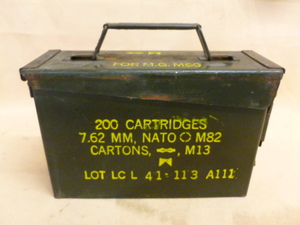 FOR M.G. M60
200 CARTRIDGES
7.62 MM, NATO M82
CARTONS, M13
LOT LC L 41-113 A111